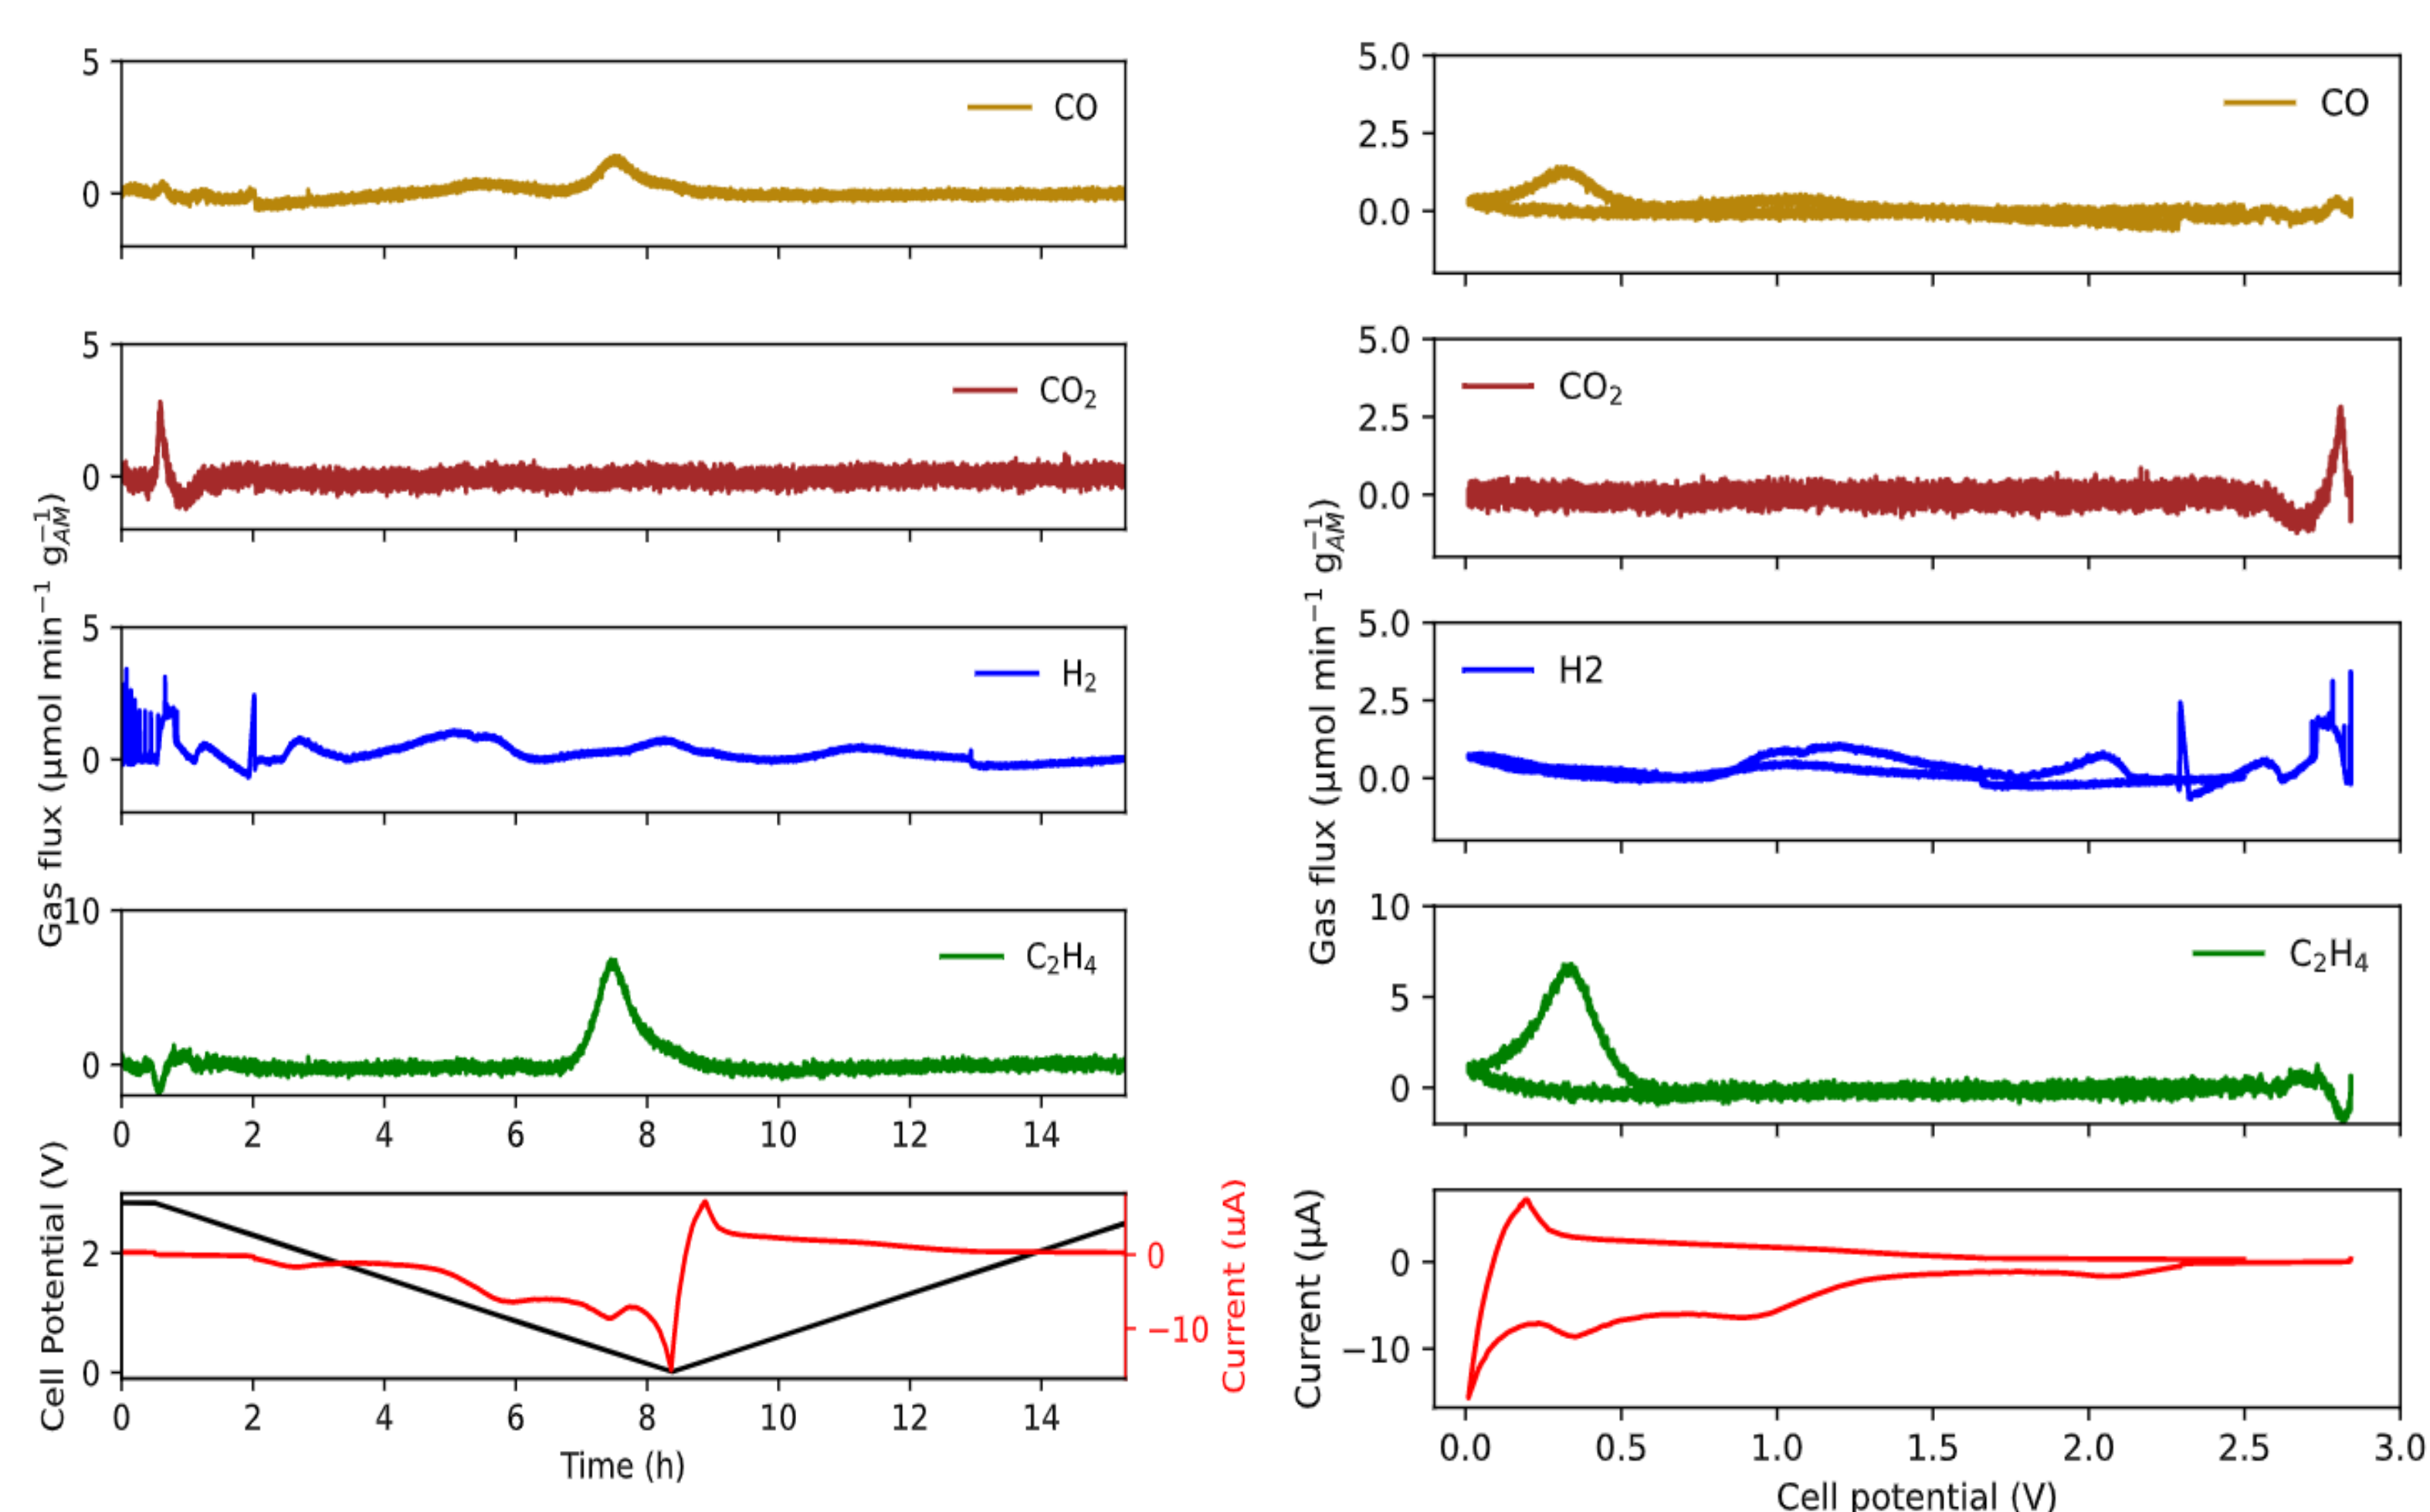 5
CO
0
5
CO₂
0
Gas flux (µmol min⁻¹ g⁻¹_AM)
5
H₂
0
10
C₂H₄
0
0 2 4 6 8 10 12 14
Cell Potential (V)
2
0
0
−10
Current (µA)
0 2 4 6 8 10 12 14
Time (h)
5.0
CO
2.5
0.0
5.0
CO₂
2.5
0.0
Gas flux (µmol min⁻¹ g⁻¹_AM)
5.0
H2
2.5
0.0
10
C₂H₄
5
0
Current (µA)
0
−10
0.0 0.5 1.0 1.5 2.0 2.5 3.0
Cell potential (V)